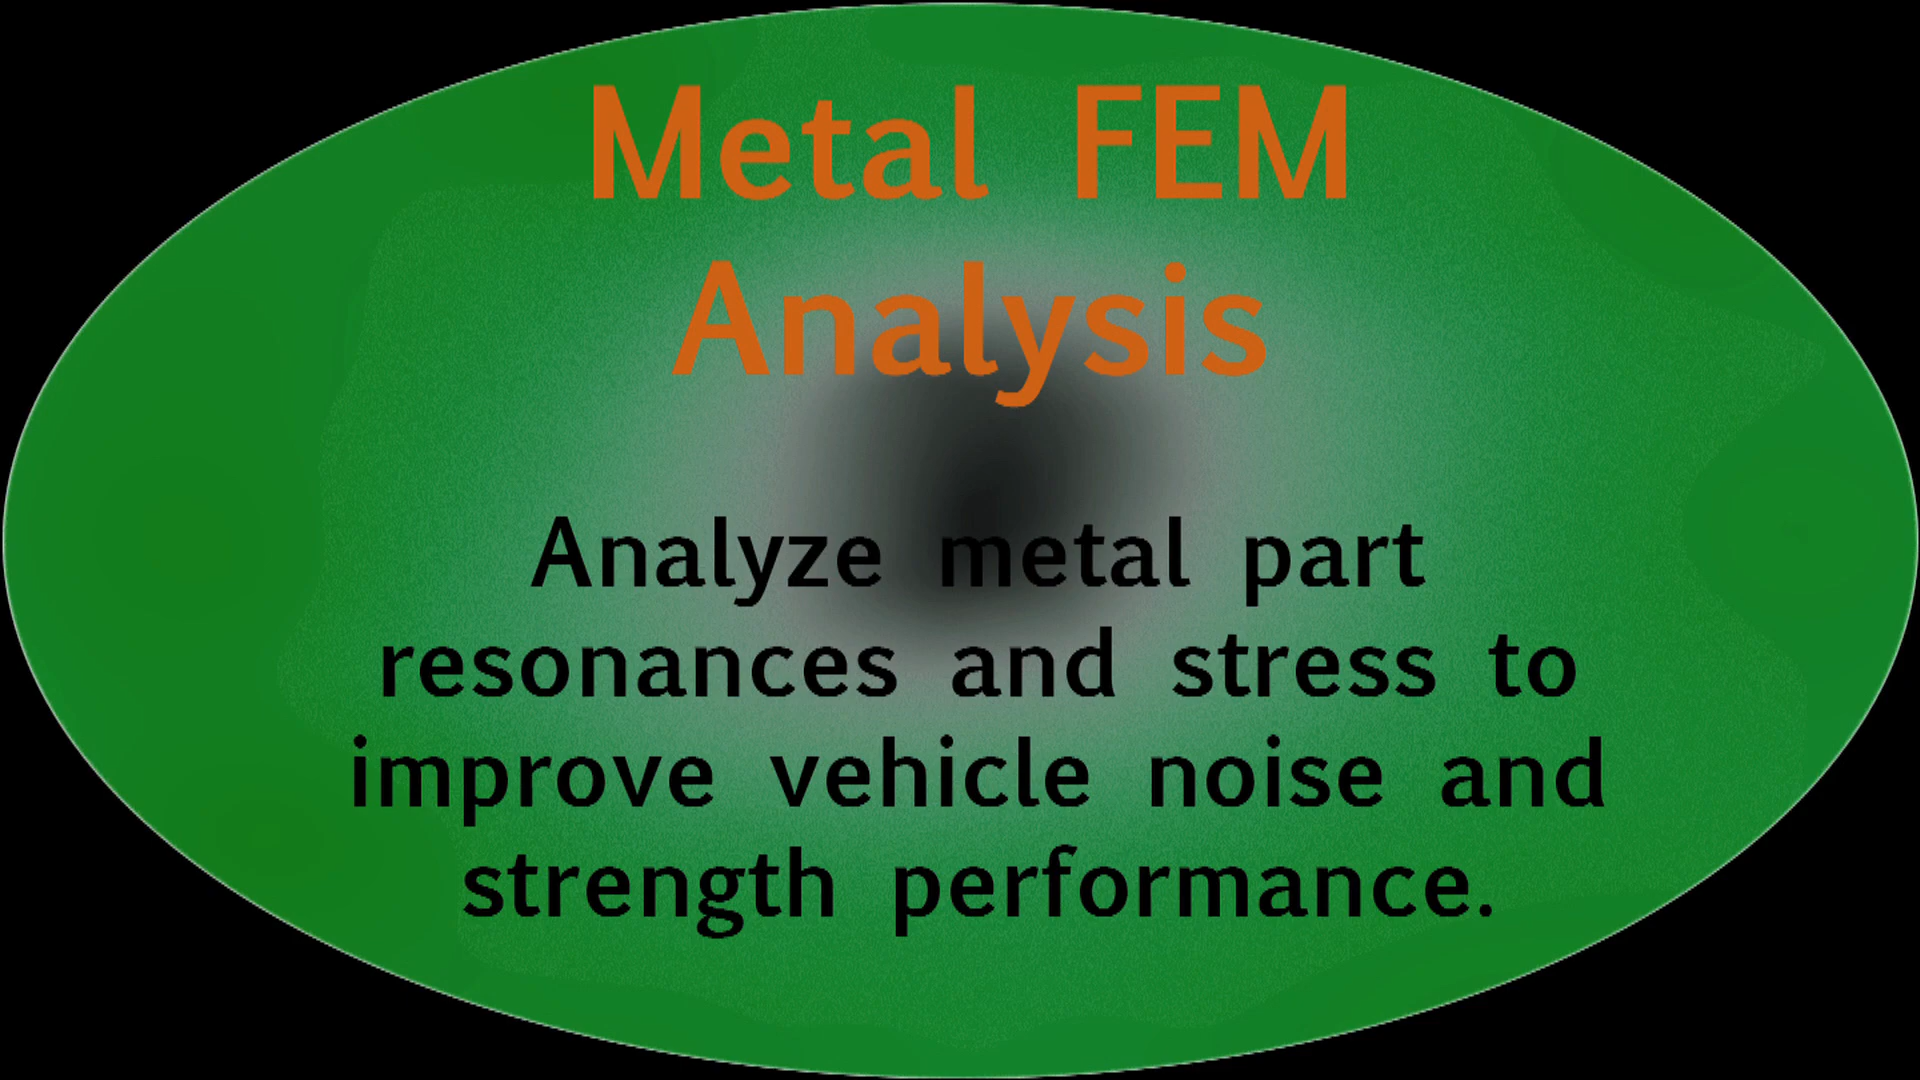 Metal FEM
Analysis
Analyze metal part
resonances and stress to
improve vehicle noise and
strength performance.